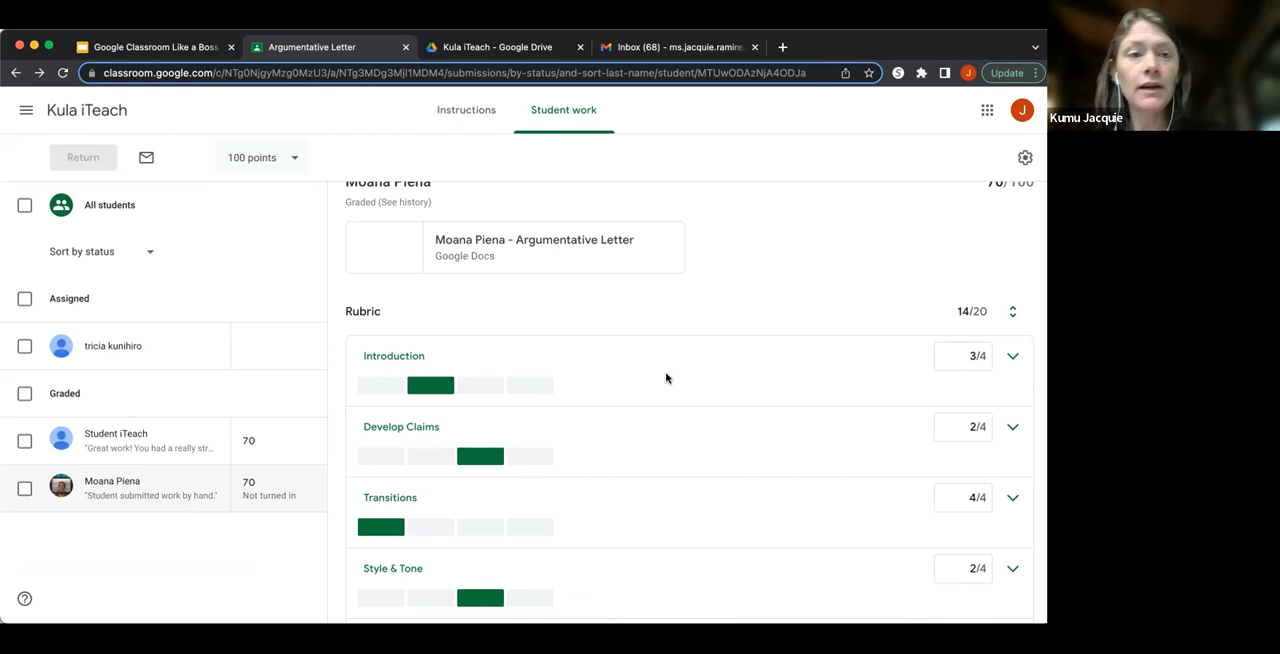 Google Classroom Like a Boss
Argumentative Letter
Kula iTeach - Google Drive
Inbox (68) - ms.jacquie.ramire
classroom.google.com/c/NTg0NjgyMzg0MzU3/a/NTg3MDg3MjI1MDM4/submissions/by-status/and-sort-last-name/student/MTUwODAzNjA4ODJa
Update
Kula iTeach
Instructions
Student work
J
Kumu Jacquie
Return
100 points
All students
Sort by status
Assigned
tricia kunihiro
Graded
Student iTeach
"Great work! You had a really str...
70
Moana Piena
"Student submitted work by hand."
70
Not turned in
Moana Piena
70/100
Graded (See history)
Moana Piena - Argumentative Letter
Google Docs
Rubric
14/20
Introduction
3/4
Develop Claims
2/4
Transitions
4/4
Style & Tone
2/4